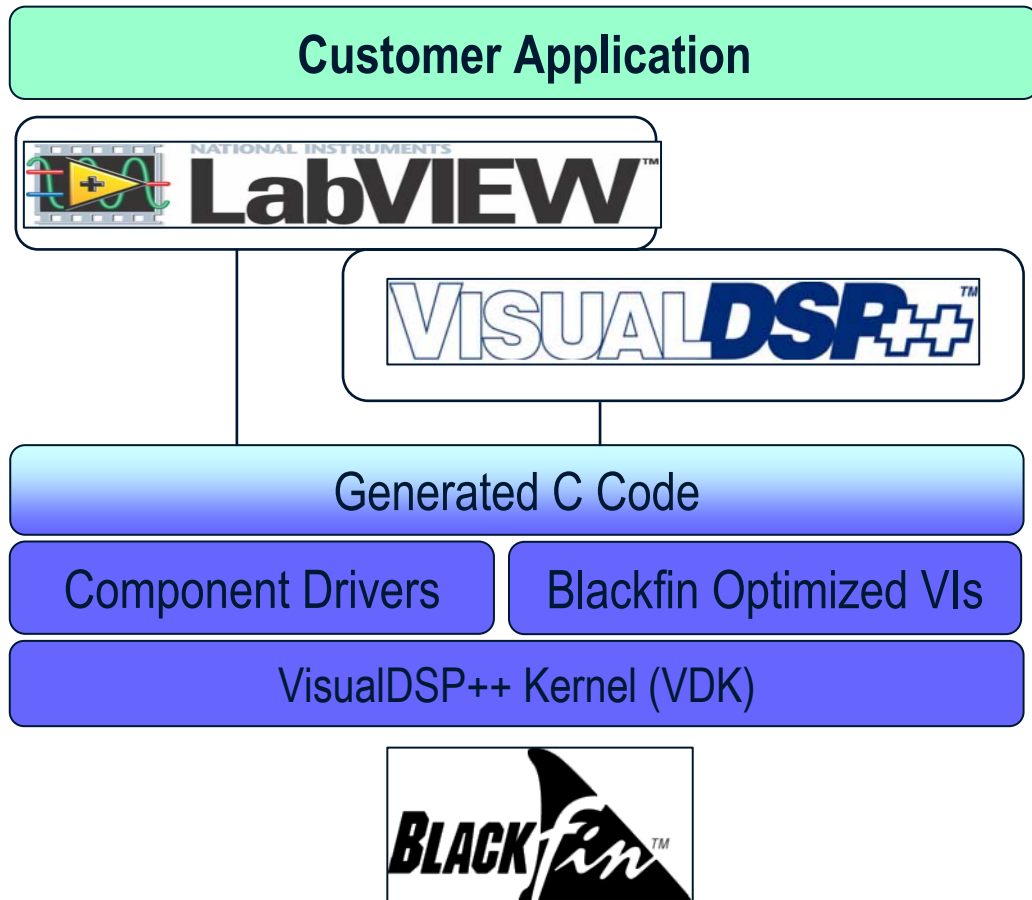 Customer Application
NATIONAL INSTRUMENTS
LabVIEW™
VISUALDSP++™
Generated C Code
Component Drivers
Blackfin Optimized VIs
VisualDSP++ Kernel (VDK)
BLACKfin™